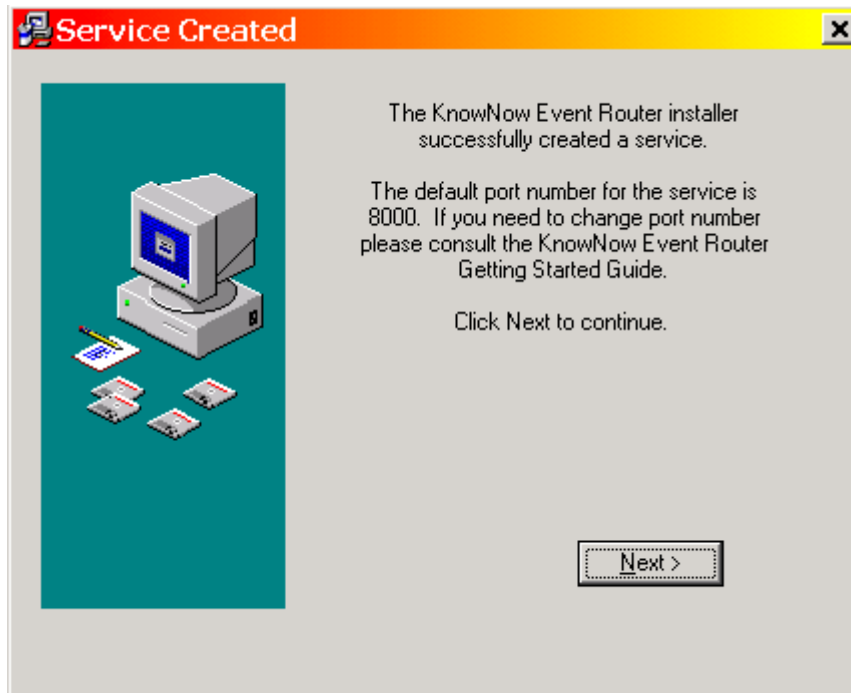 Service Created
The KnowNow Event Router installer
successfully created a service.
The default port number for the service is
8000.  If you need to change port number
please consult the KnowNow Event Router
Getting Started Guide.
Click Next to continue.
Next >